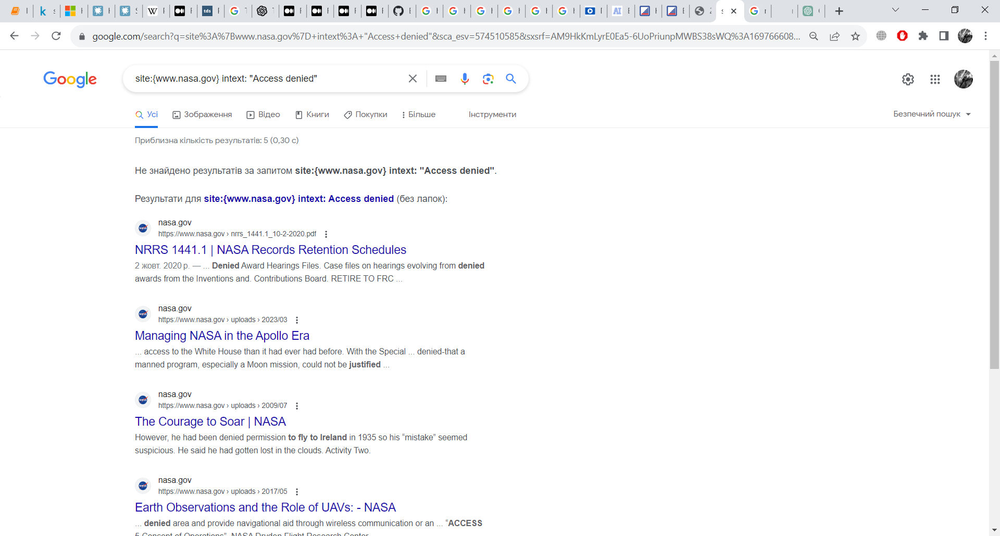 google.com/search?q=site%3A%7Bwww.nasa.gov%7D+intext%3A+"Access+denied"&sca_esv=574510585&sxsrf=AM9HkKmLyrE0Ea5-6UoPriunpMWBS38sWQ%3A169766608...
Google
site:{www.nasa.gov} intext: "Access denied"
Усі Зображення Відео Книги Покупки Більше Інструменти Безпечний пошук
Приблизна кількість результатів: 5 (0,30 с)
Не знайдено результатів за запитом site:{www.nasa.gov} intext: "Access denied".
Результати для site:{www.nasa.gov} intext: Access denied (без лапок):
nasa.gov
https://www.nasa.gov › nrrs_1441.1_10-2-2020.pdf
NRRS 1441.1 | NASA Records Retention Schedules
2 жовт. 2020 р. — ... Denied Award Hearings Files. Case files on hearings evolving from denied
awards from the Inventions and. Contributions Board. RETIRE TO FRC ...
nasa.gov
https://www.nasa.gov › uploads › 2023/03
Managing NASA in the Apollo Era
... access to the White House than it had ever had before. With the Special ... denied-that a
manned program, especially a Moon mission, could not be justified ...
nasa.gov
https://www.nasa.gov › uploads › 2009/07
The Courage to Soar | NASA
However, he had been denied permission to fly to Ireland in 1935 so his “mistake” seemed
suspicious. He said he had gotten lost in the clouds. Activity Two.
nasa.gov
https://www.nasa.gov › uploads › 2017/05
Earth Observations and the Role of UAVs: - NASA
... denied area and provide navigational aid through wireless communication or an ... “ACCESS
5 Concept of Operations”, NASA Dryden Flight Research Center